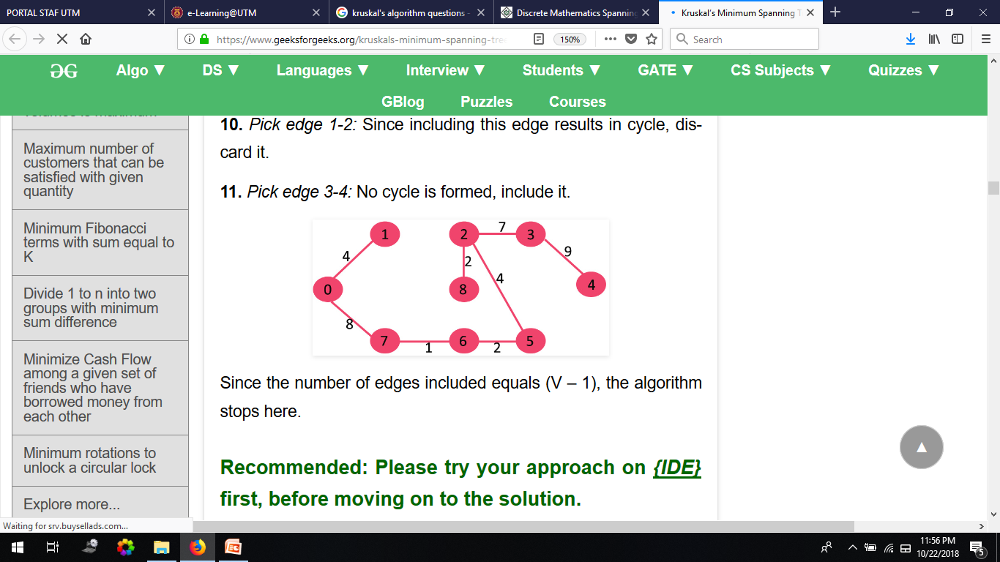 PORTAL STAF UTM
e-Learning@UTM
kruskal's algorithm questions -
Discrete Mathematics Spanning
Kruskal's Minimum Spanning T
https://www.geeksforgeeks.org/kruskals-minimum-spanning-tre
150%
Search
Algo ▼
DS ▼
Languages ▼
Interview ▼
Students ▼
GATE ▼
CS Subjects ▼
Quizzes ▼
GBlog
Puzzles
Courses
Maximum number of
customers that can be
satisfied with given
quantity
Minimum Fibonacci
terms with sum equal to
K
Divide 1 to n into two
groups with minimum
sum difference
Minimize Cash Flow
among a given set of
friends who have
borrowed money from
each other
Minimum rotations to
unlock a circular lock
Explore more...
10. Pick edge 1-2: Since including this edge results in cycle, dis-
card it.
11. Pick edge 3-4: No cycle is formed, include it.
1 2 7 3
4 2 4 9
0 8 4
8
7 1 6 2 5
Since the number of edges included equals (V – 1), the algorithm
stops here.
Recommended: Please try your approach on {IDE}
first, before moving on to the solution.
Waiting for srv.buysellads.com...
11:56 PM
10/22/2018
5